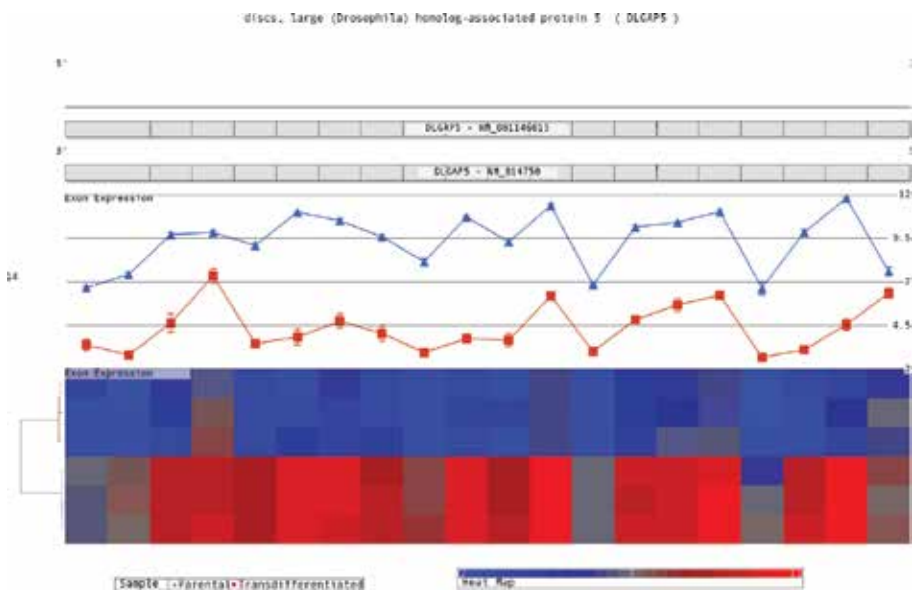 discs, large (Drosophila) homolog-associated protein 5 ( DLGAP5 )
5'
DLGAP5 - NM_001146015
3'
DLGAP5 - NM_014750
Exon Expression
12
9.5
7
4.5
2
Exon Expression
Sample Parental Transdifferentiated
Heat Map